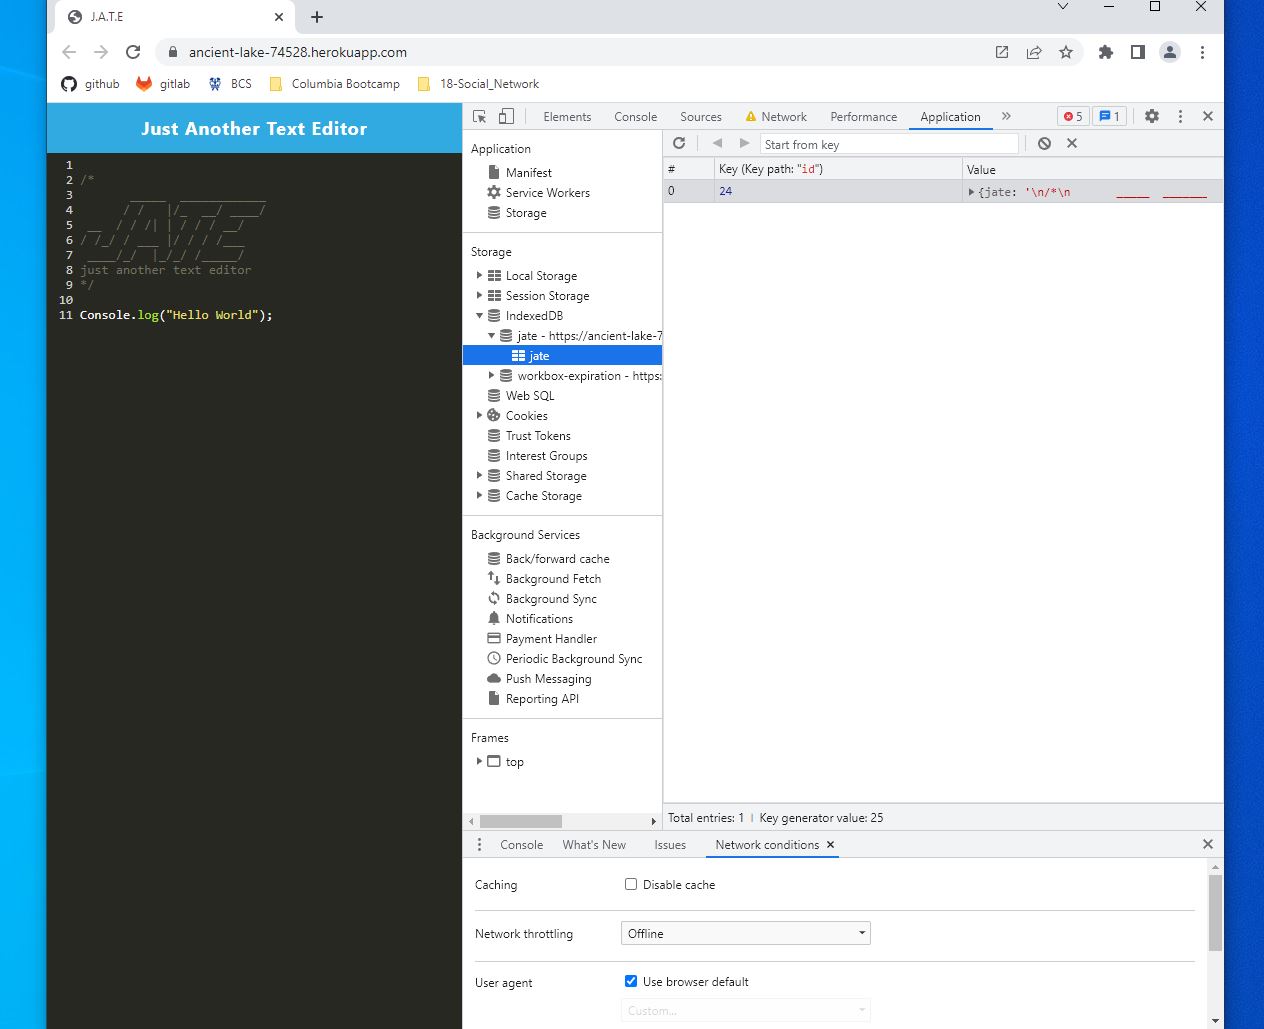 J.A.T.E
ancient-lake-74528.herokuapp.com
github gitlab BCS Columbia Bootcamp 18-Social_Network
Just Another Text Editor
1
2 /*
3 _____ ____________
4 / / |/_ __/ ____/
5 __ / / /| | / / / __/
6 / /_/ / ___ |/ / / /___
7 ____/_/ |_/_/ /_____/
8 just another text editor
9 */
10
11 Console.log("Hello World");
Elements Console Sources Network Performance Application 5 1
Application
Manifest
Service Workers
Storage
Storage
Local Storage
Session Storage
IndexedDB
jate - https://ancient-lake-7
jate
workbox-expiration - https:
Web SQL
Cookies
Trust Tokens
Interest Groups
Shared Storage
Cache Storage
Background Services
Back/forward cache
Background Fetch
Background Sync
Notifications
Payment Handler
Periodic Background Sync
Push Messaging
Reporting API
Frames
top
Start from key
# Key (Key path: "id") Value
0 24 {jate: '\n/*\n _____ _______
Total entries: 1 Key generator value: 25
Console What's New Issues Network conditions
Caching Disable cache
Network throttling Offline
User agent Use browser default
Custom...